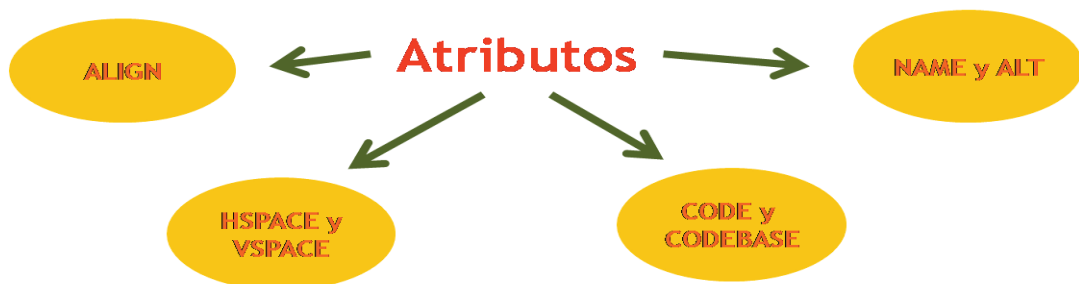 Atributos
ALIGN
NAME y ALT
HSPACE y
VSPACE
CODE y
CODEBASE